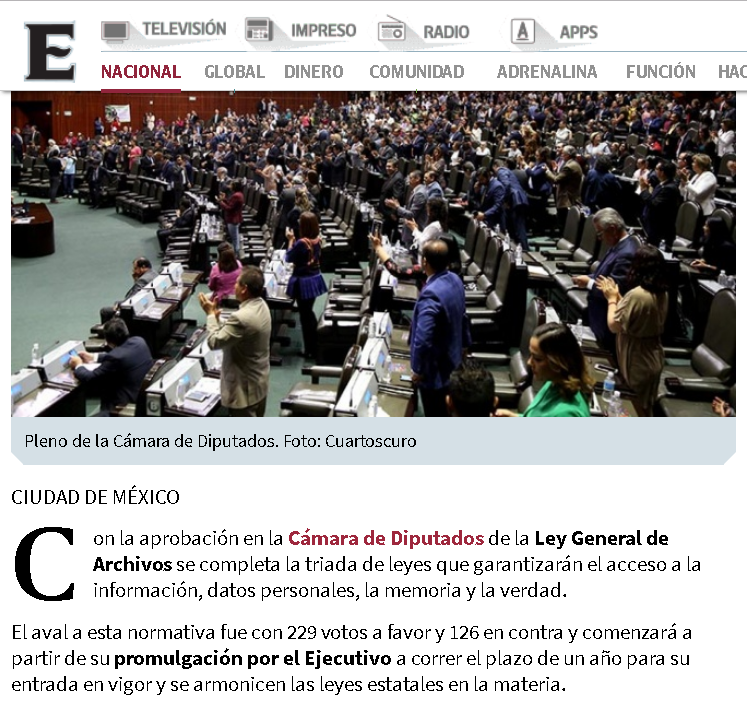 E
TELEVISIÓN IMPRESO RADIO A APPS
NACIONAL GLOBAL DINERO COMUNIDAD ADRENALINA FUNCIÓN HAC
Pleno de la Cámara de Diputados. Foto: Cuartoscuro
CIUDAD DE MÉXICO
Con la aprobación en la Cámara de Diputados de la Ley General de
Archivos se completa la triada de leyes que garantizarán el acceso a la
información, datos personales, la memoria y la verdad.
El aval a esta normativa fue con 229 votos a favor y 126 en contra y comenzará a
partir de su promulgación por el Ejecutivo a correr el plazo de un año para su
entrada en vigor y se armonicen las leyes estatales en la materia.